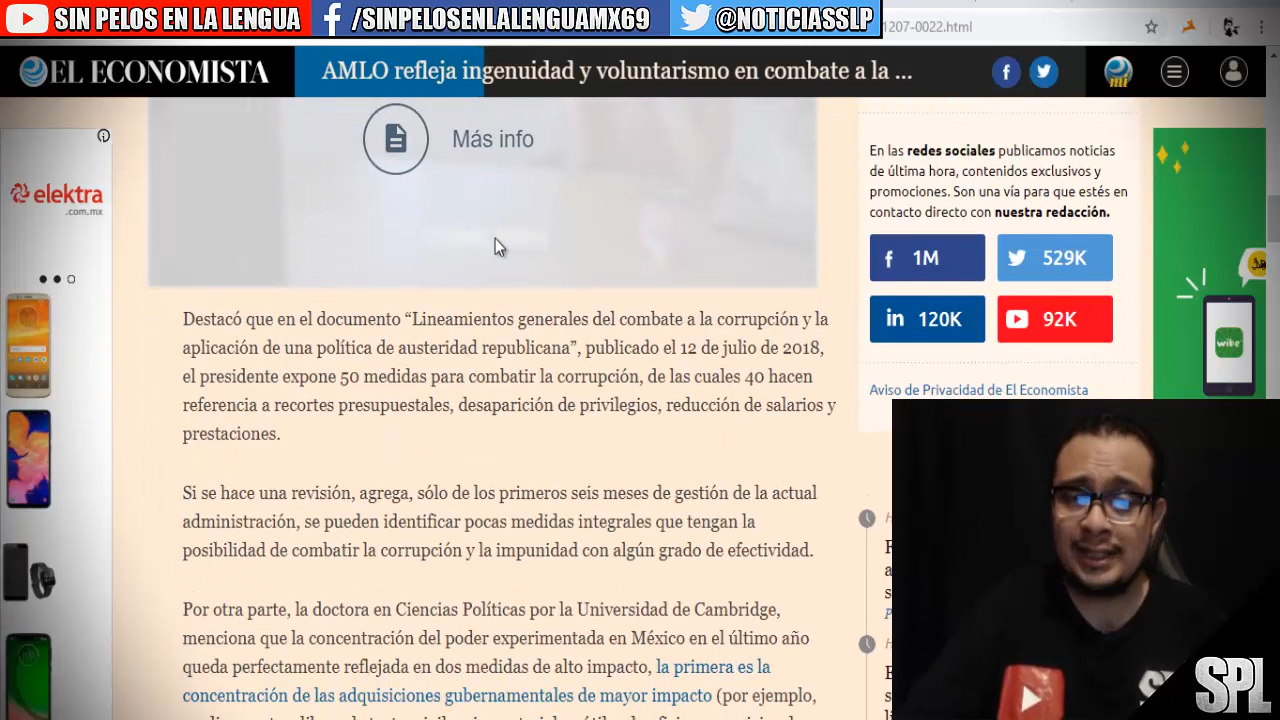 SIN PELOS EN LA LENGUA
/SINPELOSENLALENGUAMX69
@NOTICIASSLP
1207-0022.html
EL ECONOMISTA
AMLO refleja ingenuidad y voluntarismo en combate a la ...
Más info
elektra
.com.mx
En las redes sociales publicamos noticias
de última hora, contenidos exclusivos y
promociones. Son una vía para que estés en
contacto directo con nuestra redacción.
1M
529K
120K
92K
Aviso de Privacidad de El Economista
wibe
Destacó que en el documento “Lineamientos generales del combate a la corrupción y la
aplicación de una política de austeridad republicana”, publicado el 12 de julio de 2018,
el presidente expone 50 medidas para combatir la corrupción, de las cuales 40 hacen
referencia a recortes presupuestales, desaparición de privilegios, reducción de salarios y
prestaciones.
Si se hace una revisión, agrega, sólo de los primeros seis meses de gestión de la actual
administración, se pueden identificar pocas medidas integrales que tengan la
posibilidad de combatir la corrupción y la impunidad con algún grado de efectividad.
Por otra parte, la doctora en Ciencias Políticas por la Universidad de Cambridge,
menciona que la concentración del poder experimentada en México en el último año
queda perfectamente reflejada en dos medidas de alto impacto, la primera es la
concentración de las adquisiciones gubernamentales de mayor impacto (por ejemplo,
SPL